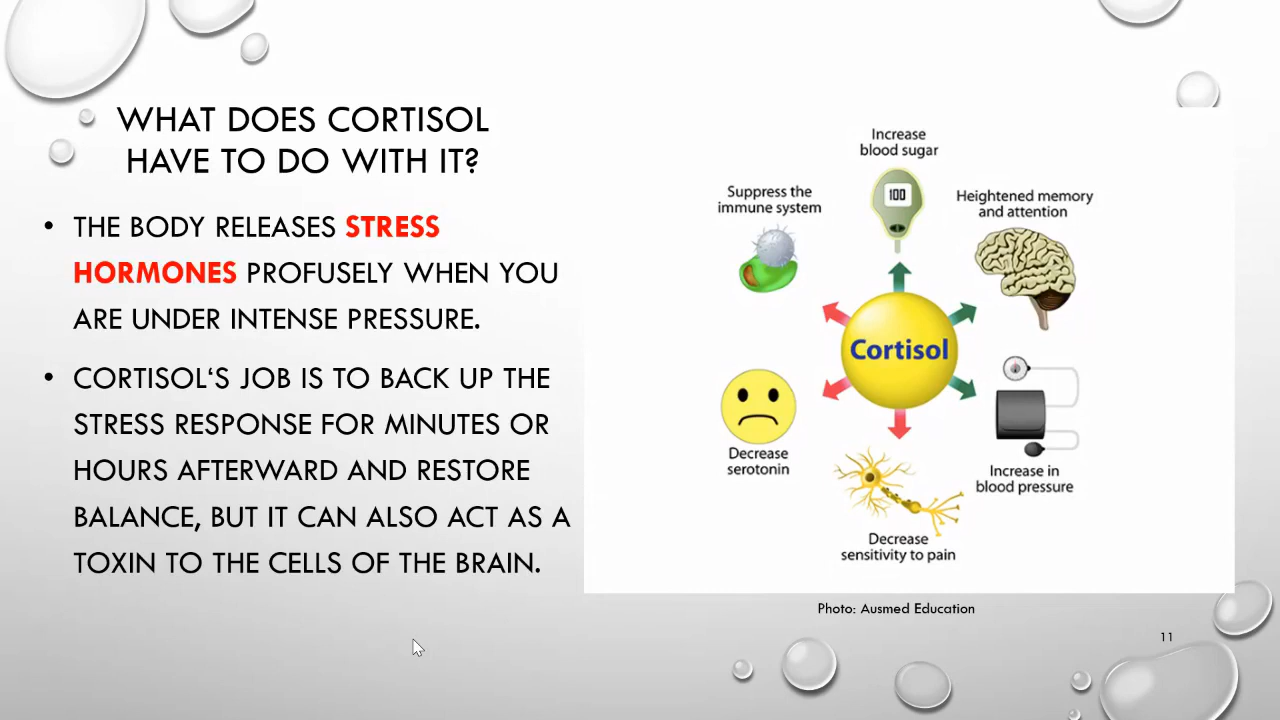 WHAT DOES CORTISOL
HAVE TO DO WITH IT?
• THE BODY RELEASES STRESS
HORMONES PROFUSELY WHEN YOU
ARE UNDER INTENSE PRESSURE.
• CORTISOL‘S JOB IS TO BACK UP THE
STRESS RESPONSE FOR MINUTES OR
HOURS AFTERWARD AND RESTORE
BALANCE, BUT IT CAN ALSO ACT AS A
TOXIN TO THE CELLS OF THE BRAIN.
Increase
blood sugar
100
Suppress the
immune system
Heightened memory
and attention
Cortisol
Decrease
serotonin
Increase in
blood pressure
Decrease
sensitivity to pain
Photo: Ausmed Education
11